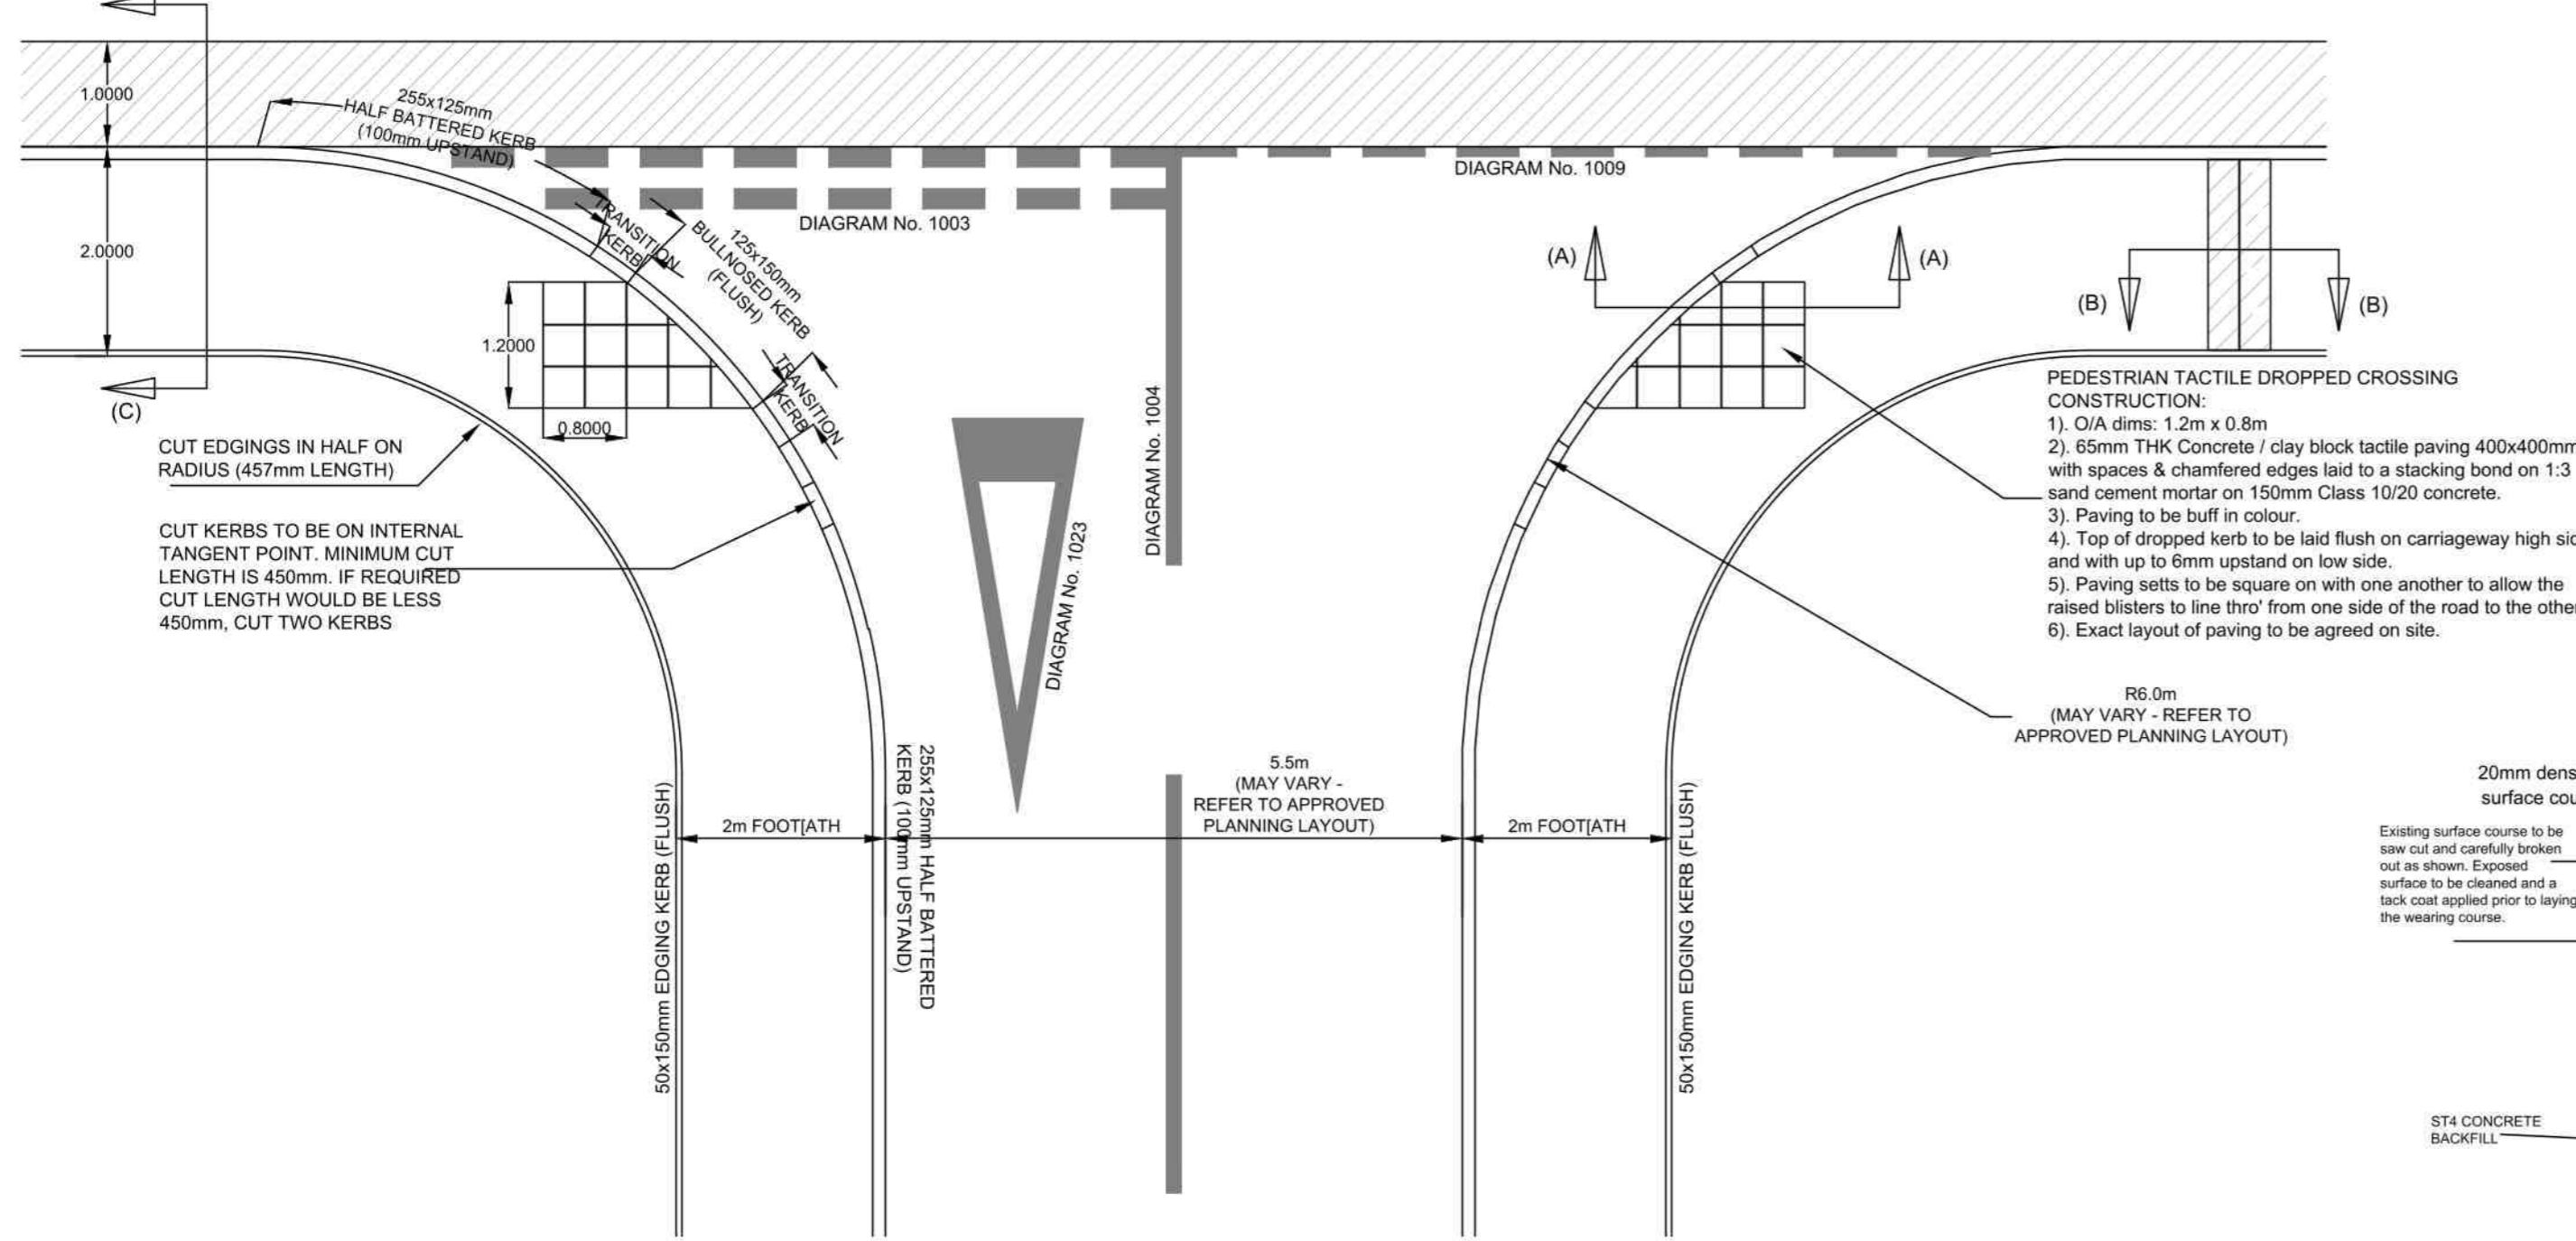 1.0000
255x125mm
HALF BATTERED KERB
(100mm UPSTAND)
2.0000
TRANSITION
KERB
125x150mm
BULLNOSED KERB
(FLUSH)
TRANSITION
KERB
1.2000
0.8000
(C)
DIAGRAM No. 1003
DIAGRAM No. 1009
(A)
(A)
(B)
(B)
CUT EDGINGS IN HALF ON
RADIUS (457mm LENGTH)
CUT KERBS TO BE ON INTERNAL
TANGENT POINT. MINIMUM CUT
LENGTH IS 450mm. IF REQUIRED
CUT LENGTH WOULD BE LESS
450mm, CUT TWO KERBS
DIAGRAM No. 1004
DIAGRAM No. 1023
PEDESTRIAN TACTILE DROPPED CROSSING
CONSTRUCTION:
1). O/A dims: 1.2m x 0.8m
2). 65mm THK Concrete / clay block tactile paving 400x400mm
with spaces & chamfered edges laid to a stacking bond on 1:3
sand cement mortar on 150mm Class 10/20 concrete.
3). Paving to be buff in colour.
4). Top of dropped kerb to be laid flush on carriageway high sid
and with up to 6mm upstand on low side.
5). Paving setts to be square on with one another to allow the
raised blisters to line thro' from one side of the road to the other
6). Exact layout of paving to be agreed on site.
R6.0m
(MAY VARY - REFER TO
APPROVED PLANNING LAYOUT)
5.5m
(MAY VARY -
REFER TO APPROVED
PLANNING LAYOUT)
2m FOOT[ATH
2m FOOT[ATH
50x150mm EDGING KERB (FLUSH)
255x125mm HALF BATTERED
KERB (100mm UPSTAND)
50x150mm EDGING KERB (FLUSH)
20mm dens
surface cou
Existing surface course to be
saw cut and carefully broken
out as shown. Exposed
surface to be cleaned and a
tack coat applied prior to laying
the wearing course.
ST4 CONCRETE
BACKFILL